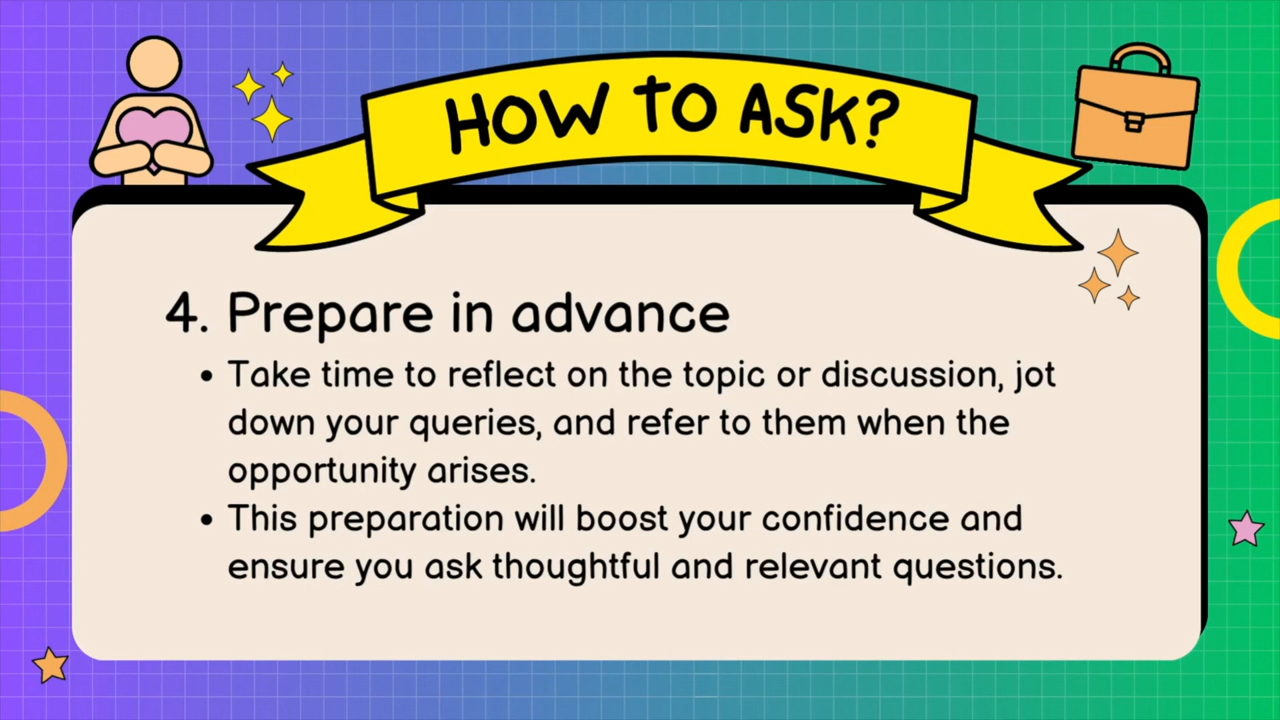 HOW TO ASK?
4. Prepare in advance
• Take time to reflect on the topic or discussion, jot
down your queries, and refer to them when the
opportunity arises.
• This preparation will boost your confidence and
ensure you ask thoughtful and relevant questions.